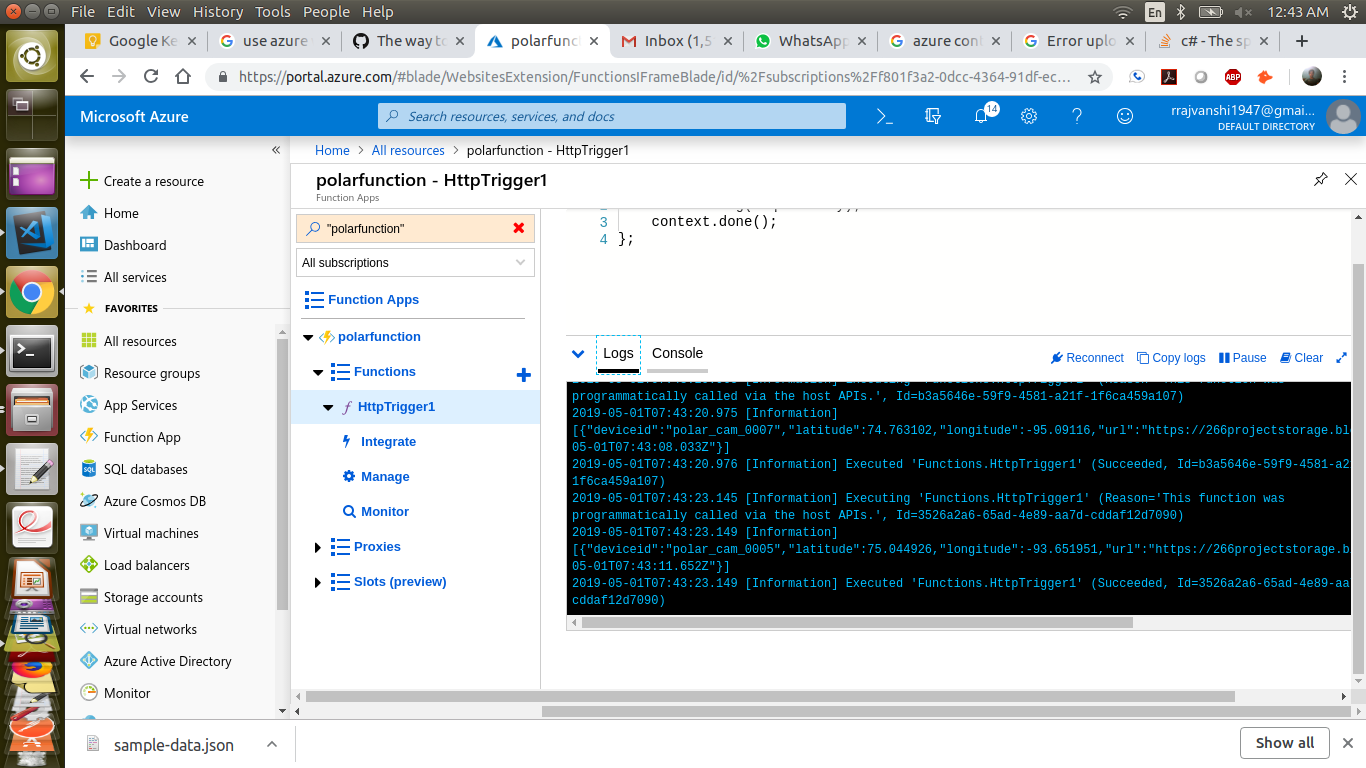 File Edit View History Tools People Help
En
12:43 AM
Google Ke
use azure
The way to
polarfunct
Inbox (1,5
WhatsApp
azure con
Error uplo
c# - The sp
https://portal.azure.com/#blade/WebsitesExtension/FunctionsIFrameBlade/id/%2Fsubscriptions%2Ff801f3a2-0dcc-4364-91df-ec...
ABP
Microsoft Azure
Search resources, services, and docs
14
rrajvanshi1947@gmai...
DEFAULT DIRECTORY
Home > All resources > polarfunction - HttpTrigger1
polarfunction - HttpTrigger1
Function Apps
Create a resource
Home
Dashboard
All services
FAVORITES
All resources
Resource groups
App Services
Function App
SQL databases
Azure Cosmos DB
Virtual machines
Load balancers
Storage accounts
Virtual networks
Azure Active Directory
Monitor
"polarfunction"
All subscriptions
Function Apps
polarfunction
Functions
HttpTrigger1
Integrate
Manage
Monitor
Proxies
Slots (preview)
3 context.done();
4 };
Logs Console
Reconnect Copy logs Pause Clear
programmatically called via the host APIs.', Id=b3a5646e-59f9-4581-a21f-1f6ca459a107)
2019-05-01T07:43:20.975 [Information]
[{"deviceid":"polar_cam_0007","latitude":74.763102,"longitude":-95.09116,"url":"https://266projectstorage.bl
05-01T07:43:08.033Z"}]
2019-05-01T07:43:20.976 [Information] Executed 'Functions.HttpTrigger1' (Succeeded, Id=b3a5646e-59f9-4581-a2
1f6ca459a107)
2019-05-01T07:43:23.145 [Information] Executing 'Functions.HttpTrigger1' (Reason='This function was
programmatically called via the host APIs.', Id=3526a2a6-65ad-4e89-aa7d-cddaf12d7090)
2019-05-01T07:43:23.149 [Information]
[{"deviceid":"polar_cam_0005","latitude":75.044926,"longitude":-93.651951,"url":"https://266projectstorage.b
05-01T07:43:11.652Z"}]
2019-05-01T07:43:23.149 [Information] Executed 'Functions.HttpTrigger1' (Succeeded, Id=3526a2a6-65ad-4e89-aa
cddaf12d7090)
sample-data.json
Show all